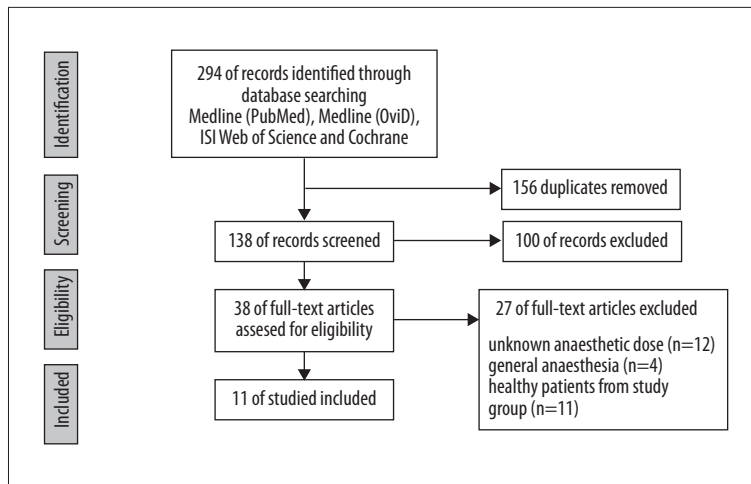 Identification
294 of records identified through
database searching
Medline (PubMed), Medline (OviD),
ISI Web of Science and Cochrane
156 duplicates removed
Screening
138 of records screened
100 of records excluded
Eligibility
38 of full-text articles
assesed for eligibility
27 of full-text articles excluded
unknown anaesthetic dose (n=12)
general anaesthesia (n=4)
healthy patients from study
group (n=11)
Included
11 of studied included